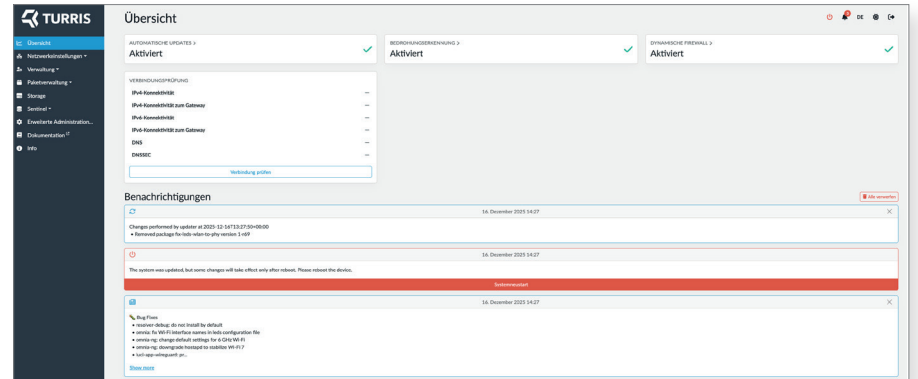 TURRIS
Übersicht
Netzwerkeinstellungen
Verwaltung
Paketverwaltung
Storage
Sentinel
Erweiterte Administration...
Dokumentation
Info
Übersicht
DE
AUTOMATISCHE UPDATES >
Aktiviert
BEDROHUNGSERKENNUNG >
Aktiviert
DYNAMISCHE FIREWALL >
Aktiviert
VERBINDUNGSPRÜFUNG
IPv4-Konnektivität —
IPv4-Konnektivität zum Gateway —
IPv6-Konnektivität —
IPv6-Konnektivität zum Gateway —
DNS —
DNSSEC —
Verbindung prüfen
Benachrichtigungen
Alle verwerfen
16. Dezember 2025 14:27
Changes performed by updater at 2025-12-16T13:27:50+00:00
• Removed package fix-leds-wlan-to-phy version 1-r69
16. Dezember 2025 14:27
The system was updated, but some changes will take effect only after reboot. Please reboot the device.
Systemneustart
16. Dezember 2025 14:27
Bug Fixes
• resolver-debug: do not install by default
• omnia: fix Wi-Fi interface names in leds configuration file
• omnia-ng: change default settings for 6 GHz Wi-Fi
• omnia-ng: downgrade hostapd to stabilize Wi-Fi 7
• luci-app-wireguard: pr...
Show more